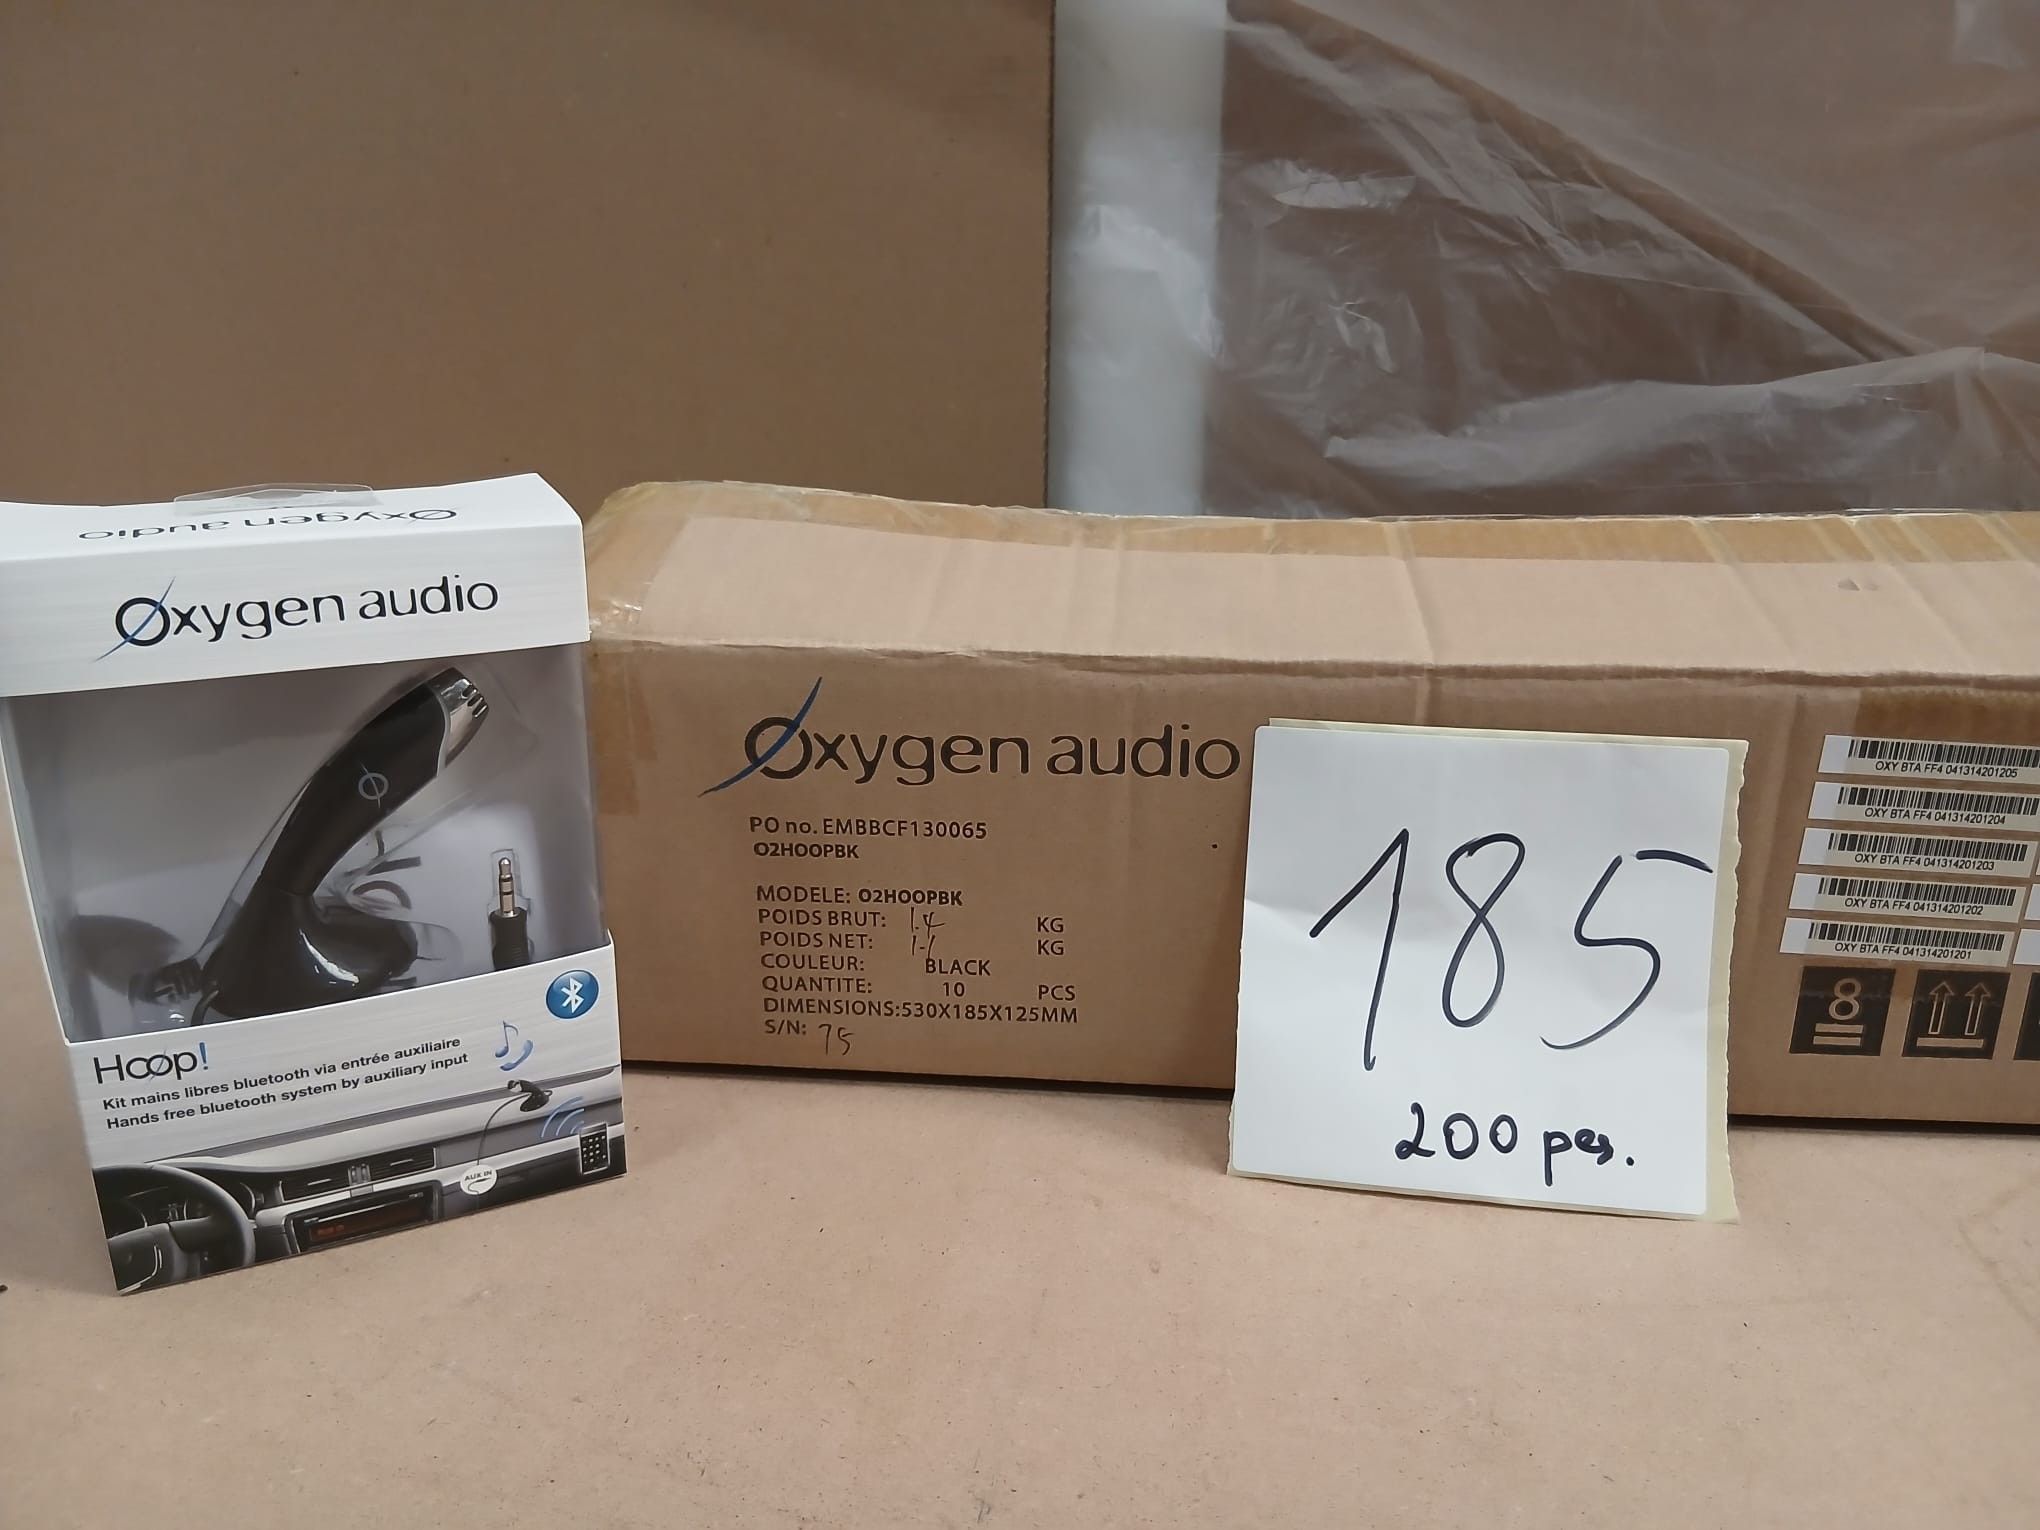 Oxygen audio
Oxygen audio
Hoop!
Kit mains libres bluetooth via entrée auxiliaire
Hands free bluetooth system by auxiliary input
AUX IN
Oxygen audio
PO no. EMBBCF130065
O2HOOPBK
MODELE: O2HOOPBK
POIDS BRUT: 1.4 KG
POIDS NET: 1.1 KG
COULEUR: BLACK
QUANTITE: 10 PCS
DIMENSIONS:530X185X125MM
S/N: 75
185
200 pcs.
OXY BTA FF4 041314201205
OXY BTA FF4 041314201204
OXY BTA FF4 041314201203
OXY BTA FF4 041314201202
OXY BTA FF4 041314201201
8